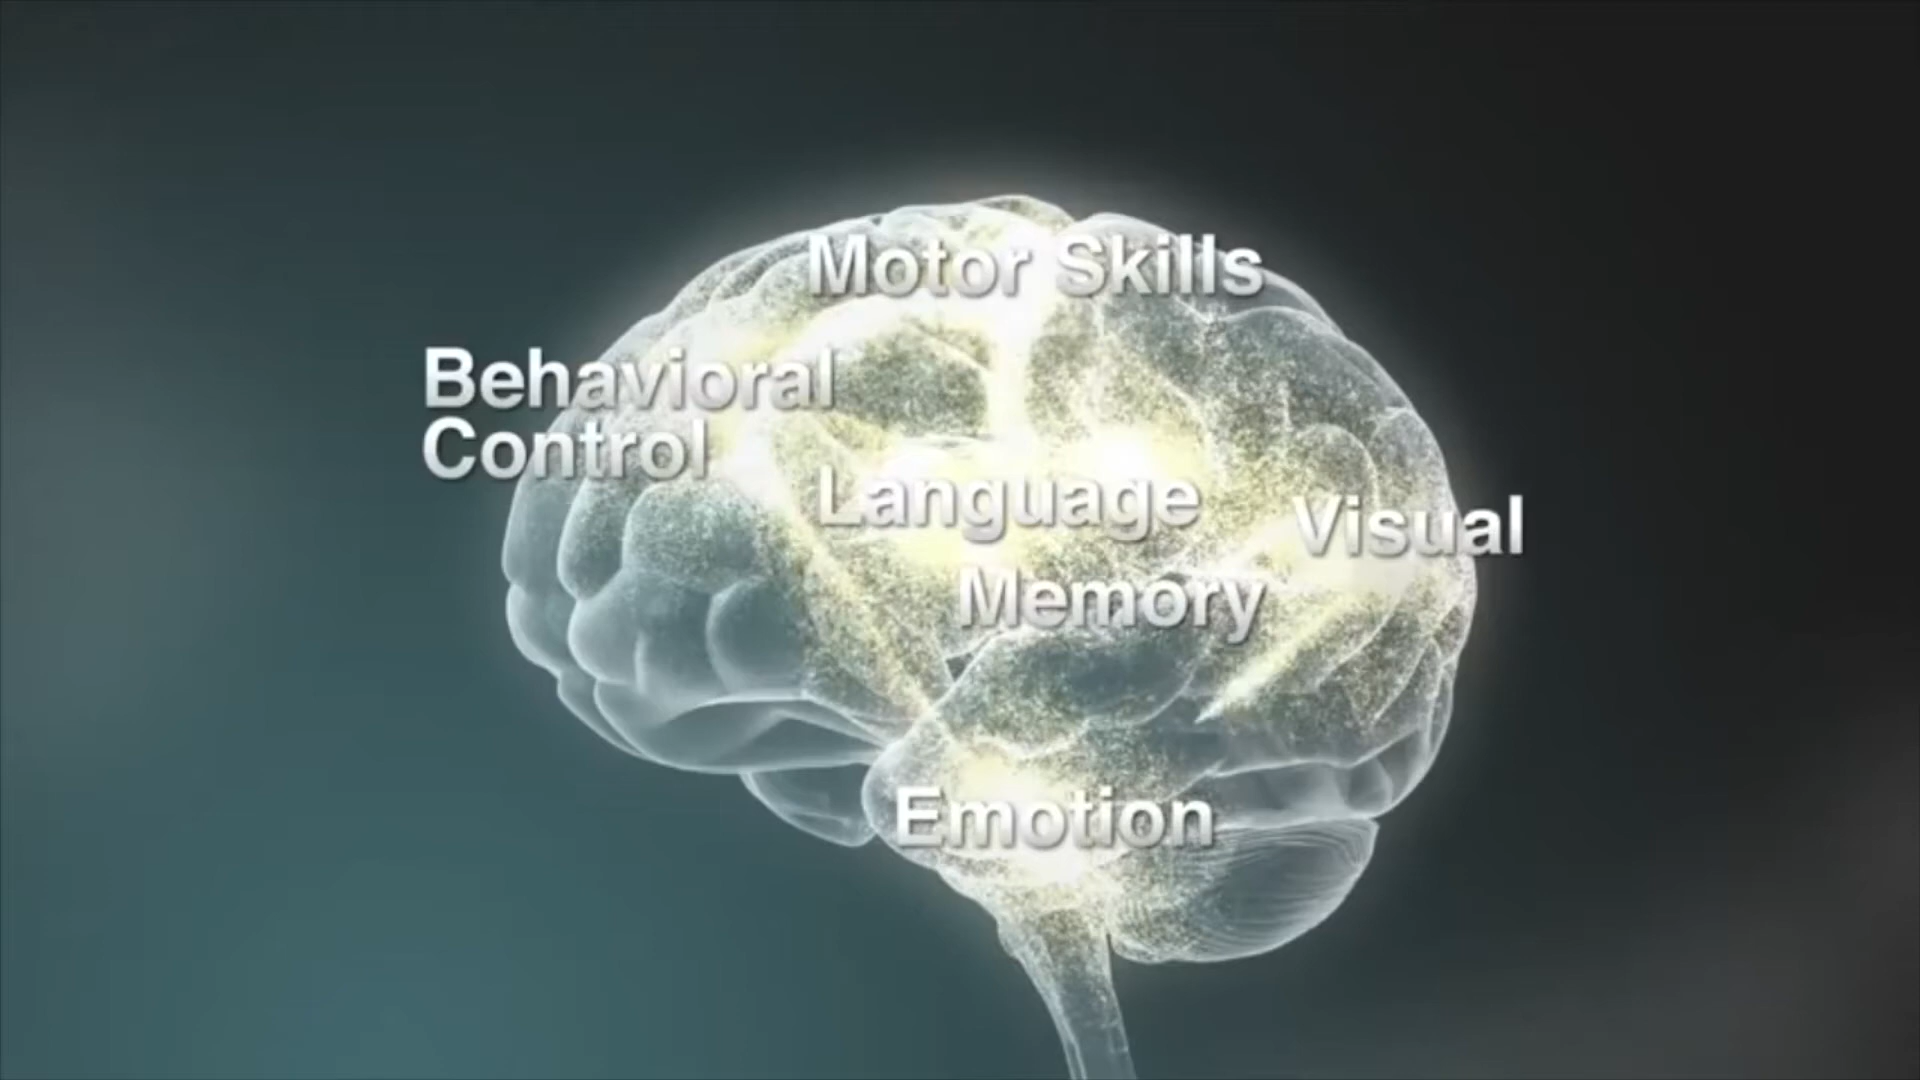 Motor Skills
Behavioral
Control
Language
Visual
Memory
Emotion